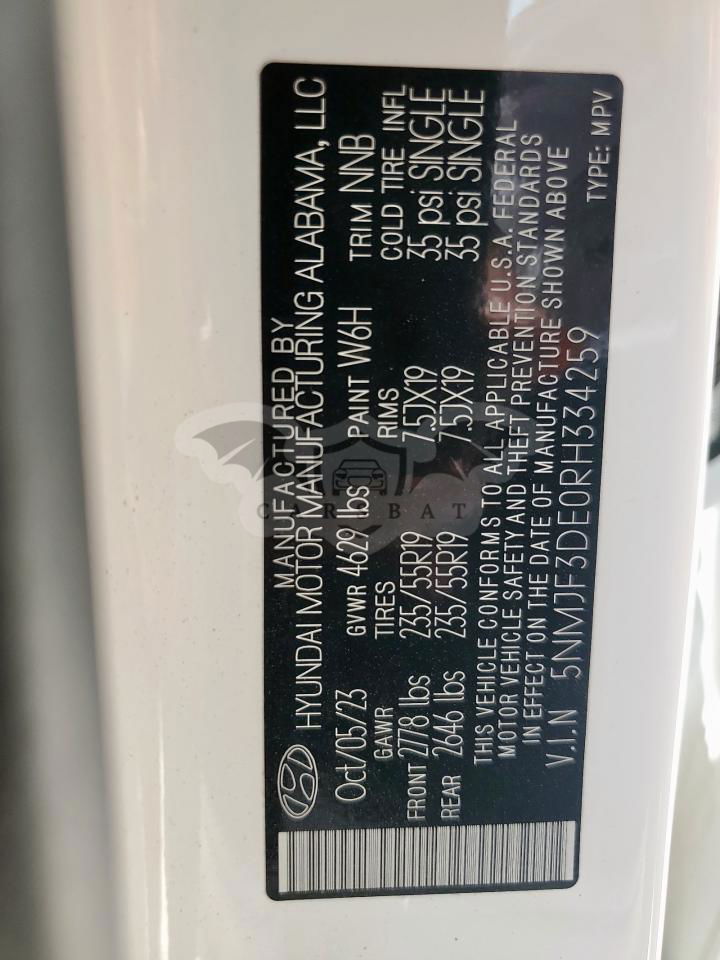 MANUFACTURED BY
HYUNDAI MOTOR MANUFACTURING ALABAMA, LLC
Oct/05/23 GVWR 4629 lbs PAINT W6H TRIM NNB
GAWR TIRES RIMS COLD TIRE INFL
FRONT 2778 lbs 235/55R19 7.5JX19 35 psi SINGLE
REAR 2646 lbs 235/55R19 7.5JX19 35 psi SINGLE
THIS VEHICLE CONFORMS TO ALL APPLICABLE U.S.A. FEDERAL
MOTOR VEHICLE SAFETY AND THEFT PREVENTION STANDARDS
IN EFFECT ON THE DATE OF MANUFACTURE SHOWN ABOVE
V.I.N 5NMJF3DE0RH334259 TYPE: MPV
CARSBAT